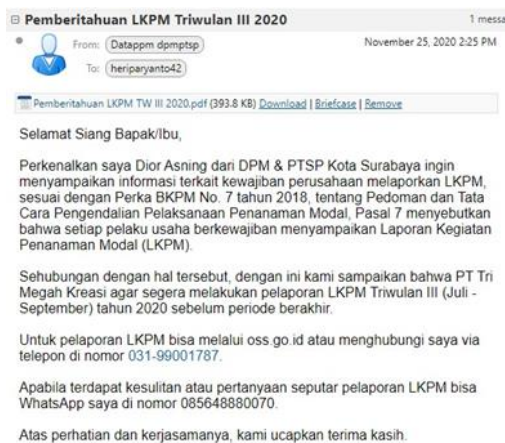 Pemberitahuan LKPM Triwulan III 2020
1 messa
From: Datappm dpmptsp
November 25, 2020 2:25 PM
To: heriparyanto42
Pemberitahuan LKPM TW III 2020.pdf (393.8 KB) Download | Briefcase | Remove
Selamat Siang Bapak/Ibu,
Perkenalkan saya Dior Asning dari DPM & PTSP Kota Surabaya ingin
menyampaikan informasi terkait kewajiban perusahaan melaporkan LKPM,
sesuai dengan Perka BKPM No. 7 tahun 2018, tentang Pedoman dan Tata
Cara Pengendalian Pelaksanaan Penanaman Modal, Pasal 7 menyebutkan
bahwa setiap pelaku usaha berkewajiban menyampaikan Laporan Kegiatan
Penanaman Modal (LKPM).
Sehubungan dengan hal tersebut, dengan ini kami sampaikan bahwa PT Tri
Megah Kreasi agar segera melakukan pelaporan LKPM Triwulan III (Juli -
September) tahun 2020 sebelum periode berakhir.
Untuk pelaporan LKPM bisa melalui oss.go.id atau menghubungi saya via
telepon di nomor 031-99001787.
Apabila terdapat kesulitan atau pertanyaan seputar pelaporan LKPM bisa
WhatsApp saya di nomor 085648880070.
Atas perhatian dan kerjasamanya, kami ucapkan terima kasih.